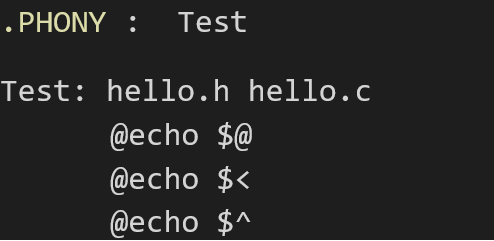 .PHONY :  Test
Test: hello.h hello.c
@echo $@
@echo $<
@echo $^